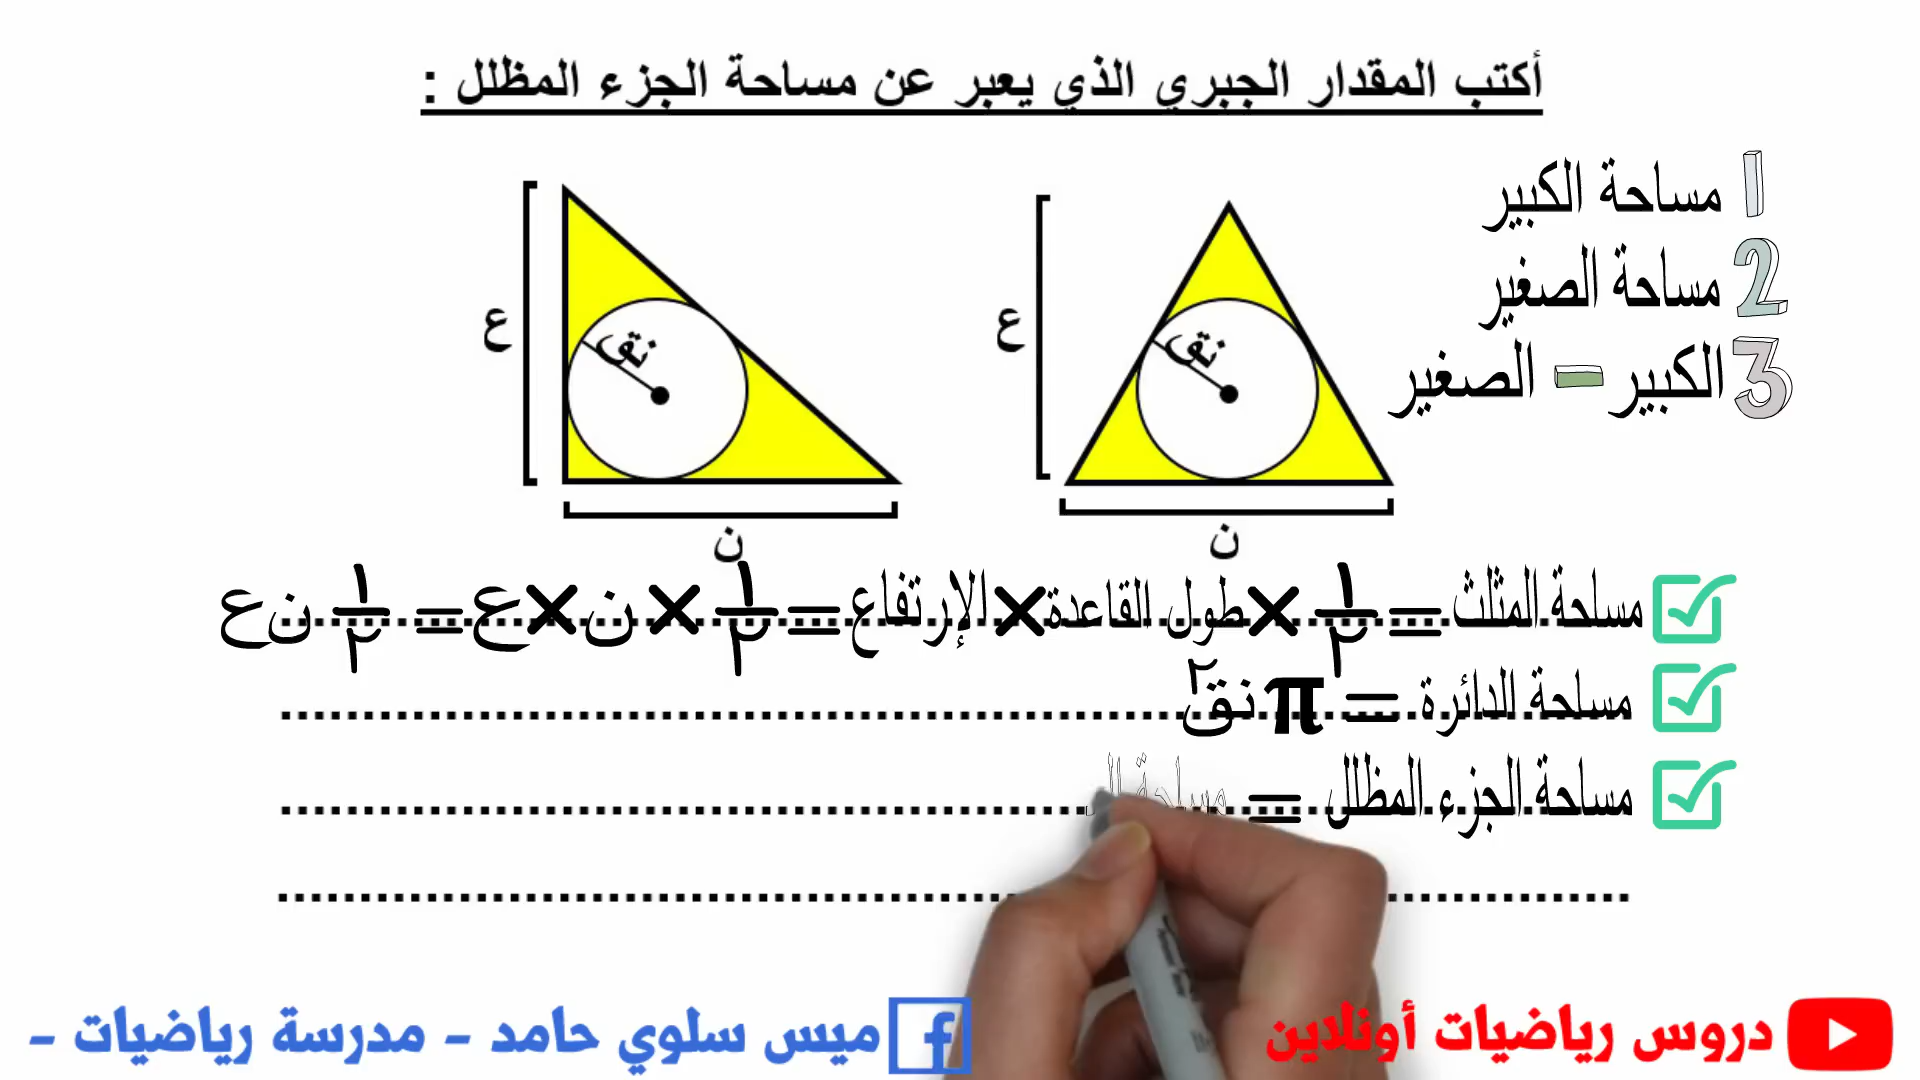 أكتب المقدار الجبري الذي يعبر عن مساحة الجزء المظلل :
1 مساحة الكبير
2 مساحة الصغير
3 الكبير - الصغير
ع
نق
ن
ع
نق
ن
مساحة المثلث = ١/٢ × طول القاعدة × الإرتفاع = ١/٢ × ن × ع = ١/٢ ن ع
مساحة الدائرة = π نق٢
مساحة الجزء المظلل = مساحة ال
دروس رياضيات أونلاين
ميس سلوي حامد - مدرسة رياضيات -